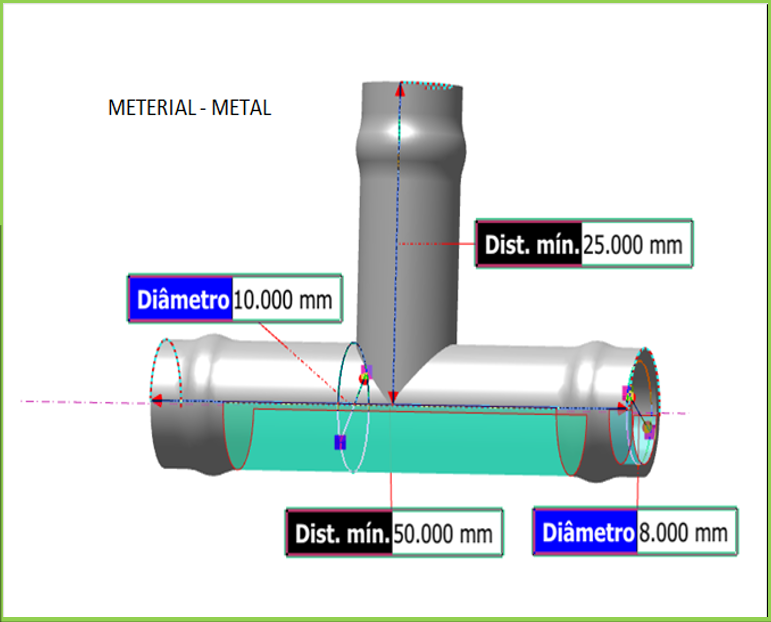 METERIAL - METAL
Dist. mín. 25.000 mm
Diâmetro 10.000 mm
Dist. mín. 50.000 mm
Diâmetro 8.000 mm